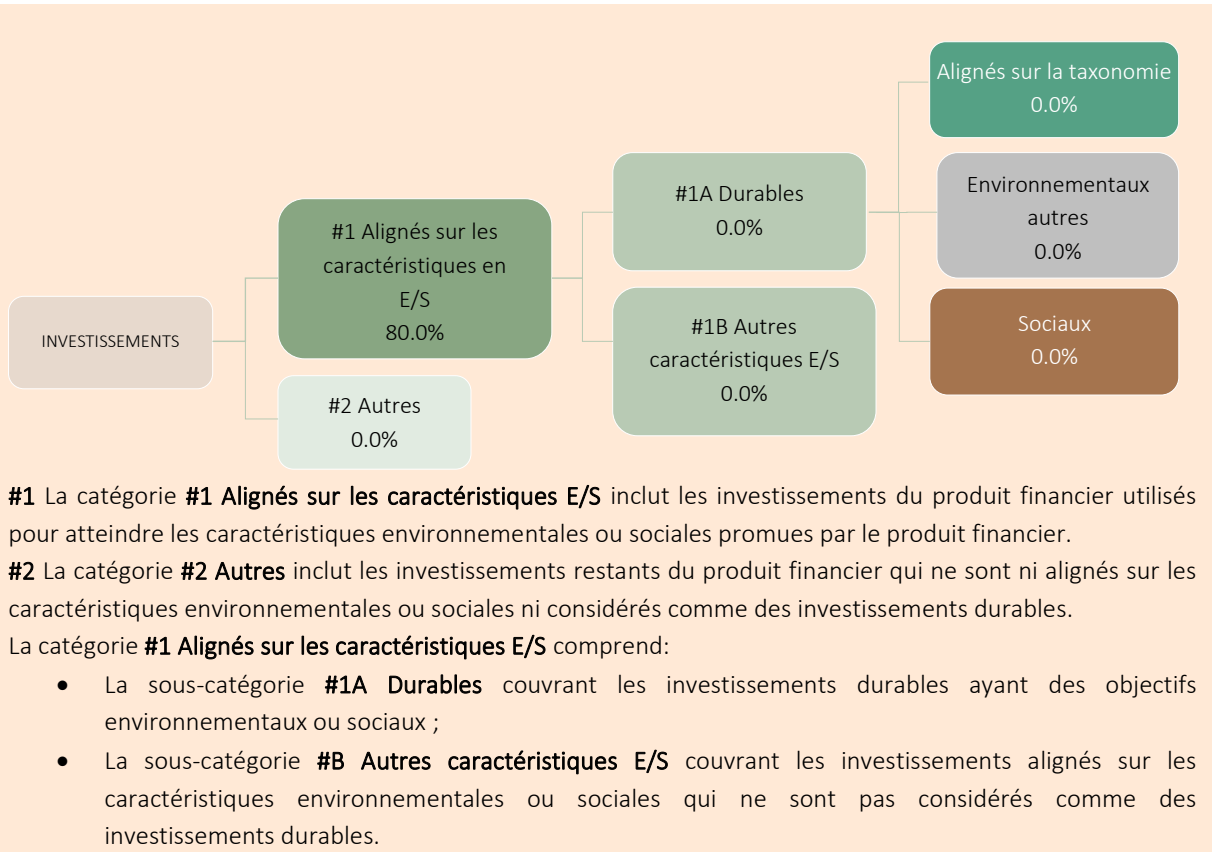 INVESTISSEMENTS
#1 Alignés sur les
caractéristiques en
E/S
80.0%
#2 Autres
0.0%
#1A Durables
0.0%
#1B Autres
caractéristiques E/S
0.0%
Alignés sur la taxonomie
0.0%
Environnementaux
autres
0.0%
Sociaux
0.0%
#1 La catégorie #1 Alignés sur les caractéristiques E/S inclut les investissements du produit financier utilisés
pour atteindre les caractéristiques environnementales ou sociales promues par le produit financier.
#2 La catégorie #2 Autres inclut les investissements restants du produit financier qui ne sont ni alignés sur les
caractéristiques environnementales ou sociales ni considérés comme des investissements durables.
La catégorie #1 Alignés sur les caractéristiques E/S comprend:
• La sous-catégorie #1A Durables couvrant les investissements durables ayant des objectifs
environnementaux ou sociaux ;
• La sous-catégorie #B Autres caractéristiques E/S couvrant les investissements alignés sur les
caractéristiques environnementales ou sociales qui ne sont pas considérés comme des
investissements durables.